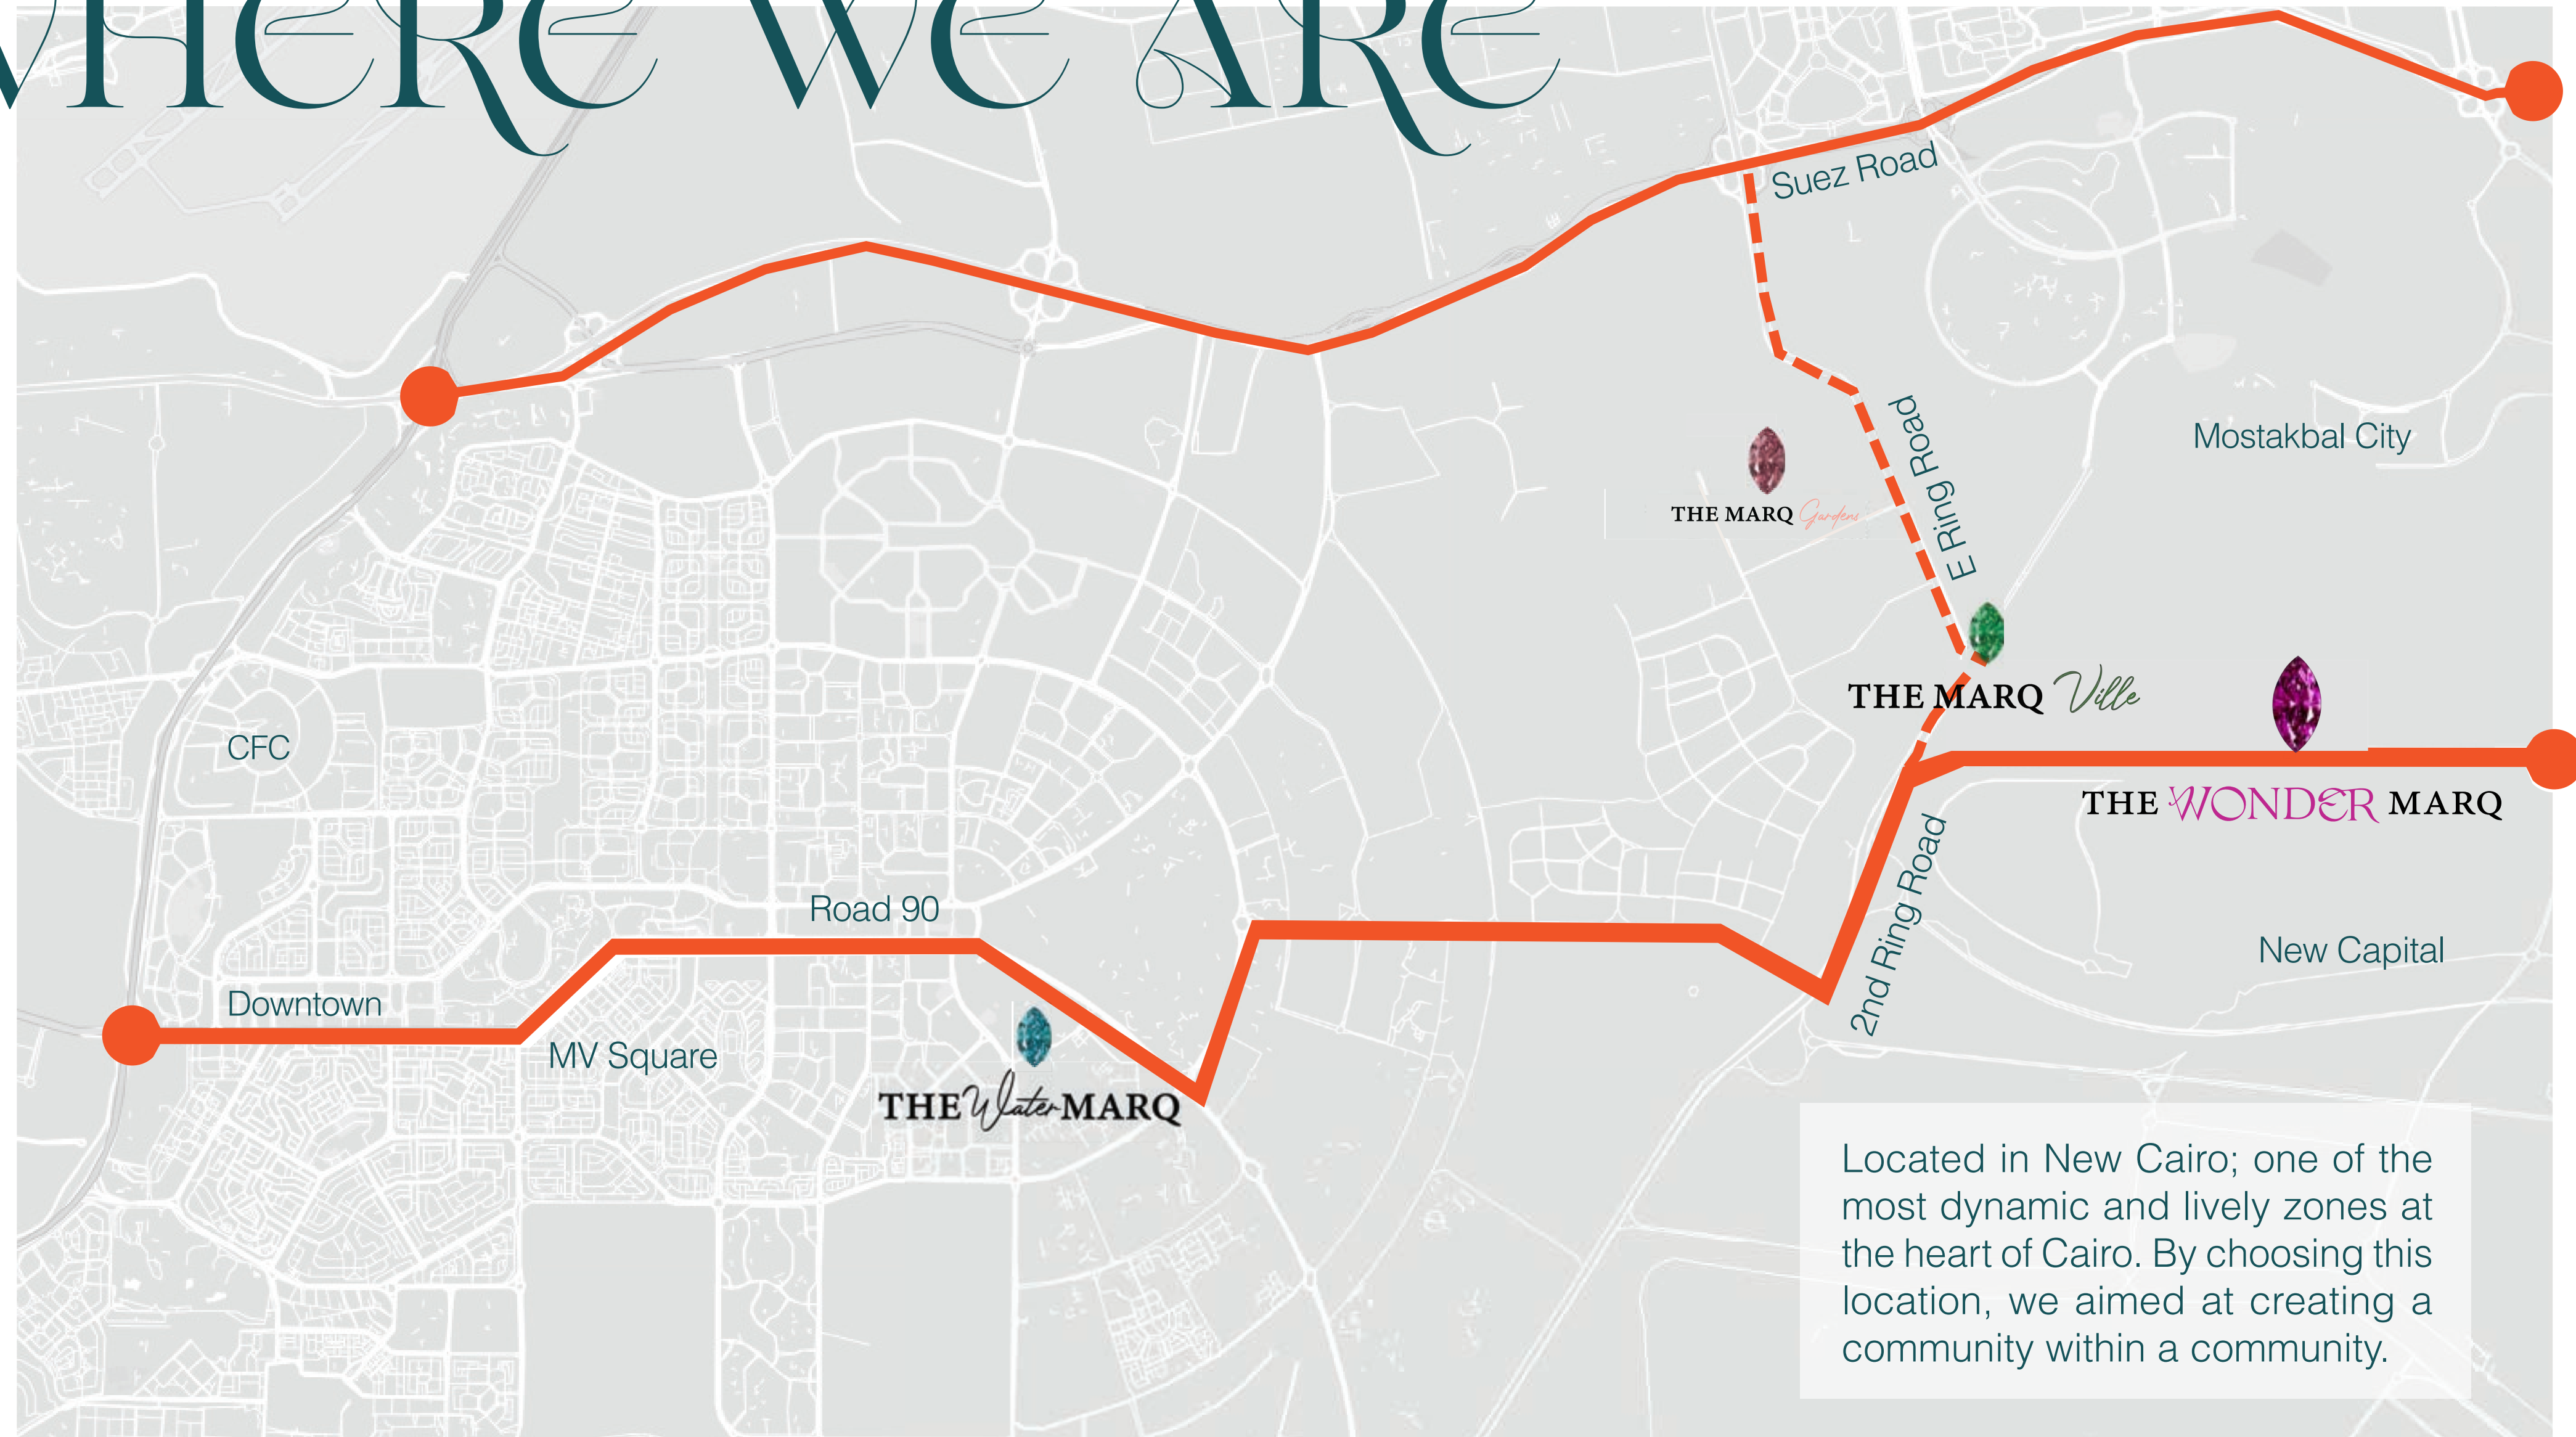 WHERE WE ARE
Suez Road
E Ring Road
Mostakbal City
THE MARQ Gardens
THE MARQ Ville
CFC
THE WONDER MARQ
Road 90
2nd Ring Road
New Capital
Downtown
MV Square
THE Water MARQ
Located in New Cairo; one of the
most dynamic and lively zones at
the heart of Cairo. By choosing this
location, we aimed at creating a
community within a community.